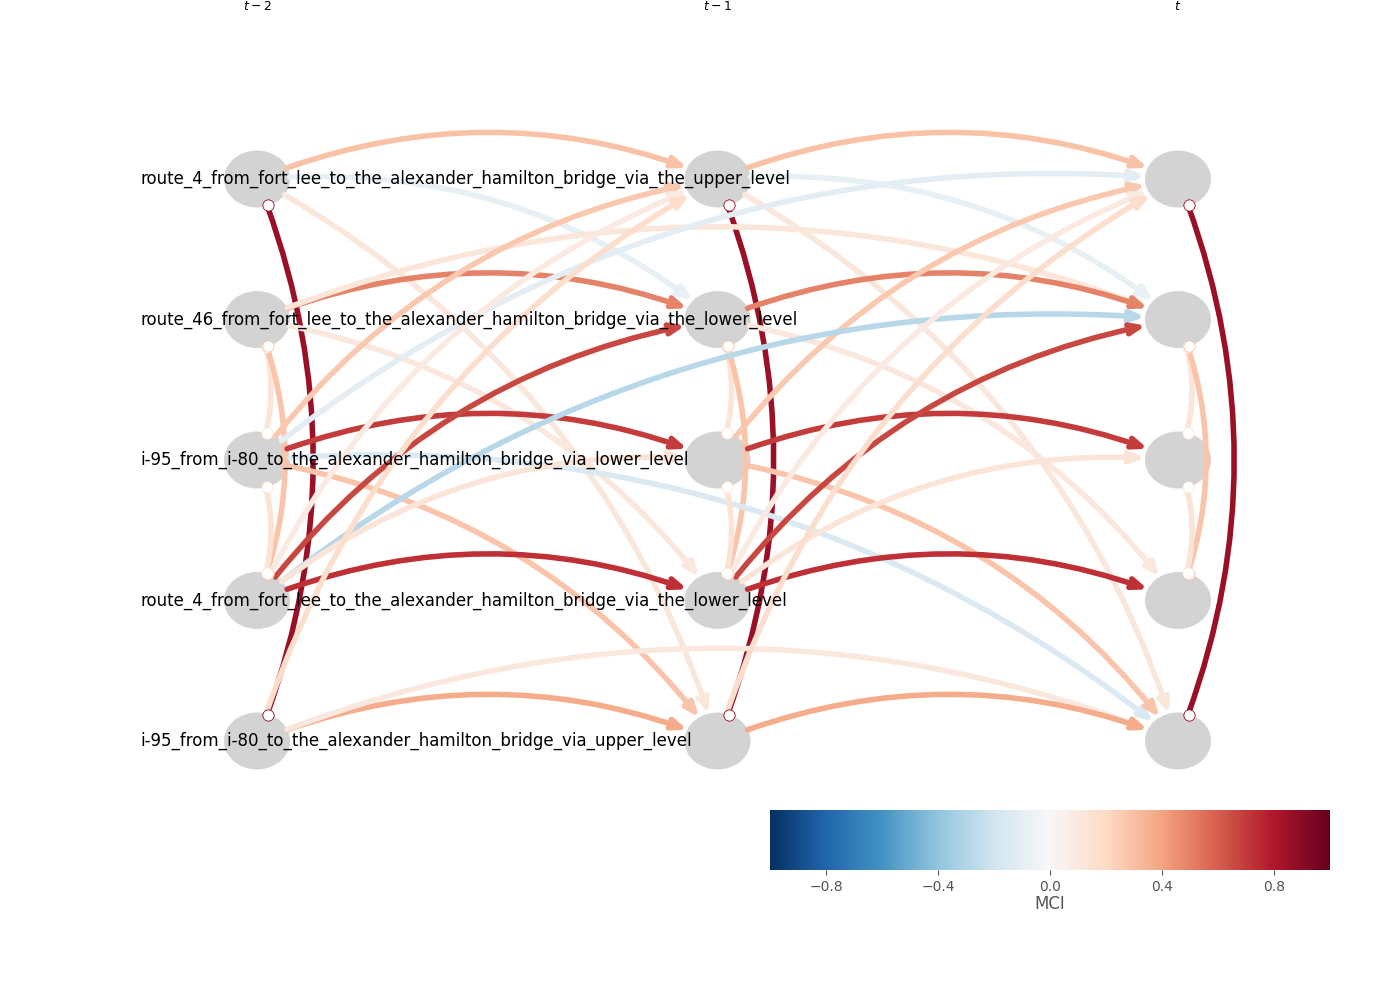 t − 2 t − 1 t
route_4_from_fort_lee_to_the_alexander_hamilton_bridge_via_the_upper_level
route_46_from_fort_lee_to_the_alexander_hamilton_bridge_via_the_lower_level
i-95_from_i-80_to_the_alexander_hamilton_bridge_via_lower_level
route_4_from_fort_lee_to_the_alexander_hamilton_bridge_via_the_lower_level
i-95_from_i-80_to_the_alexander_hamilton_bridge_via_upper_level
−0.8 −0.4 0.0 0.4 0.8
MCI